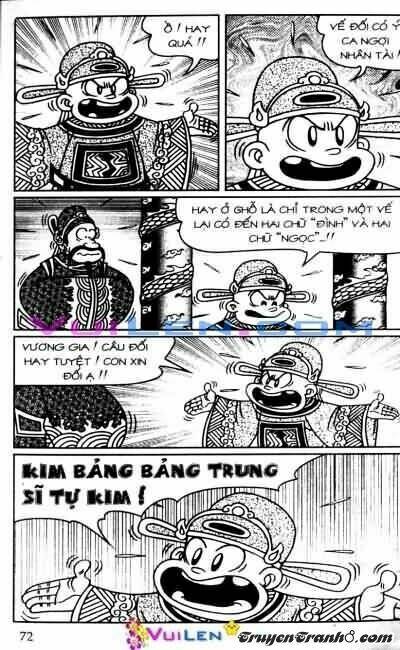 Ồ! HAY
QUÁ!!
VẾ ĐỐI CÓ Ý
CA NGỢI
NHÂN TÀI!
HAY Ở GHỖ LÀ CHỈ TRONG MỘT VẾ
LẠI CÓ ĐẾN HAI CHỮ "ĐÌNH" VÀ HAI
CHỮ "NGỌC"..!!
VUILEN.COM
VƯƠNG GIA! CÂU ĐỐI
HAY TUYỆT! CON XIN
ĐỐI Ạ!
KIM BẢNG BẢNG TRUNG
SĨ TỰ KIM!
72
VUILEN
TruyenTranh8.com